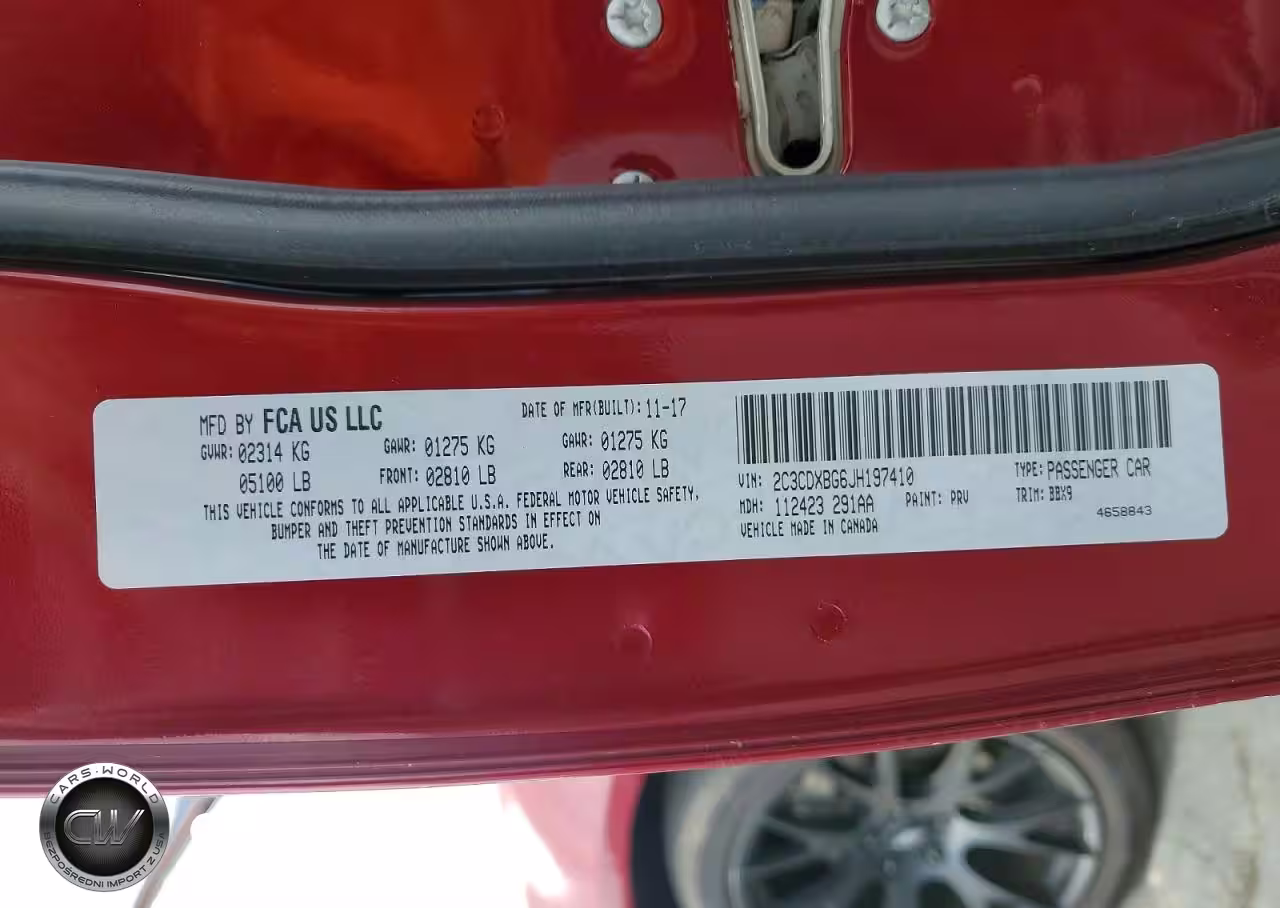 MFD BY FCA US LLC
DATE OF MFR(BUILT): 11-17
GVWR: 02314 KG
GAWR: 01275 KG
GAWR: 01275 KG
05100 LB
FRONT: 02810 LB
REAR: 02810 LB
THIS VEHICLE CONFORMS TO ALL APPLICABLE U.S.A. FEDERAL MOTOR VEHICLE SAFETY,
BUMPER AND THEFT PREVENTION STANDARDS IN EFFECT ON
THE DATE OF MANUFACTURE SHOWN ABOVE.
VIN: 2C3CDXBG6JH197410
TYPE: PASSENGER CAR
MDH: 112423 291AA
PAINT: PRV
TRIM: BBX9
VEHICLE MADE IN CANADA
4658843
CARS-WORLD
CW
BEZPOŚREDNI IMPORT Z USA